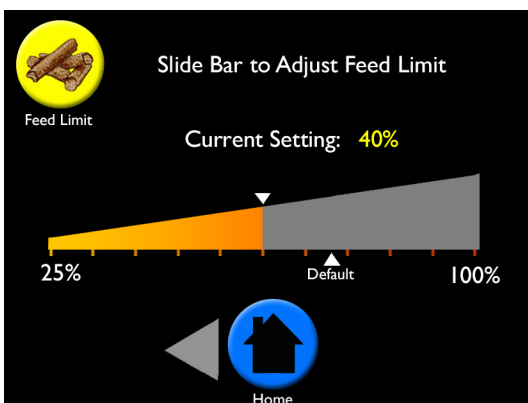 Slide Bar to Adjust Feed Limit
Feed Limit
Current Setting: 40%
25%
Default
100%
Home